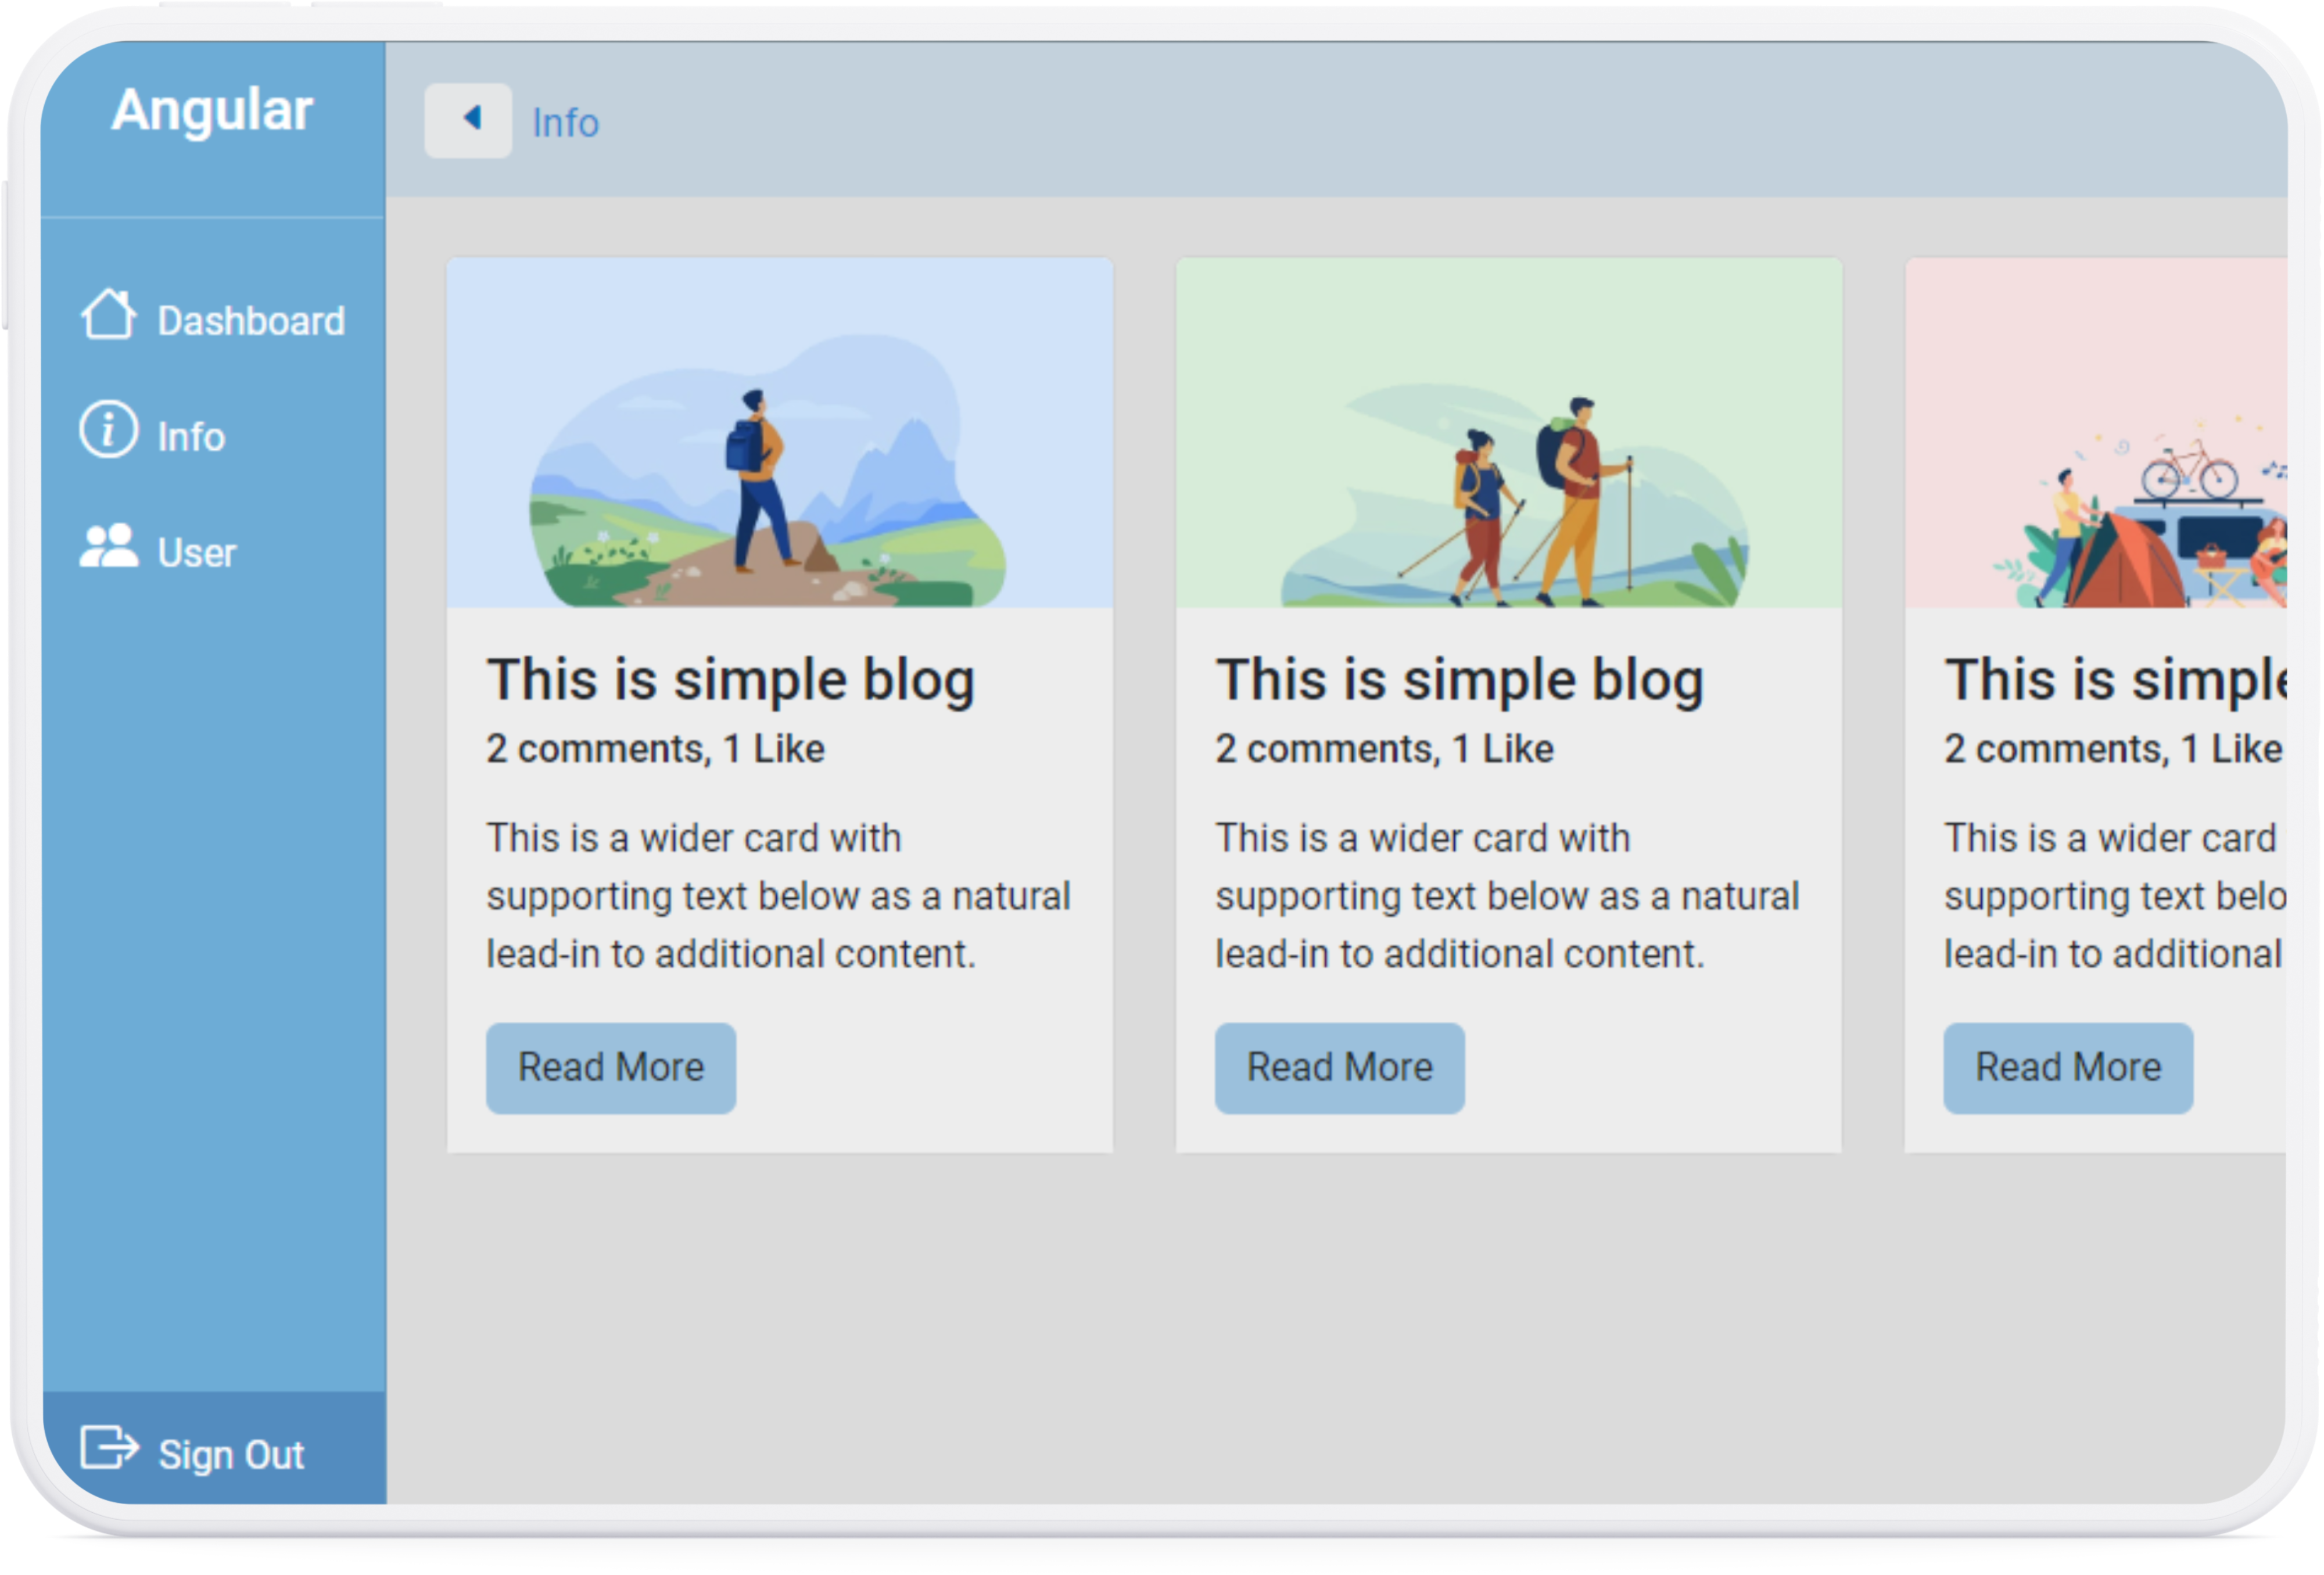 Angular
Info
Dashboard
Info
User
Sign Out
This is simple blog
2 comments, 1 Like
This is a wider card with
supporting text below as a natural
lead-in to additional content.
Read More
This is simple blog
2 comments, 1 Like
This is a wider card with
supporting text below as a natural
lead-in to additional content.
Read More
This is simple
2 comments, 1 Like
This is a wider card
supporting text belo
lead-in to additional
Read More